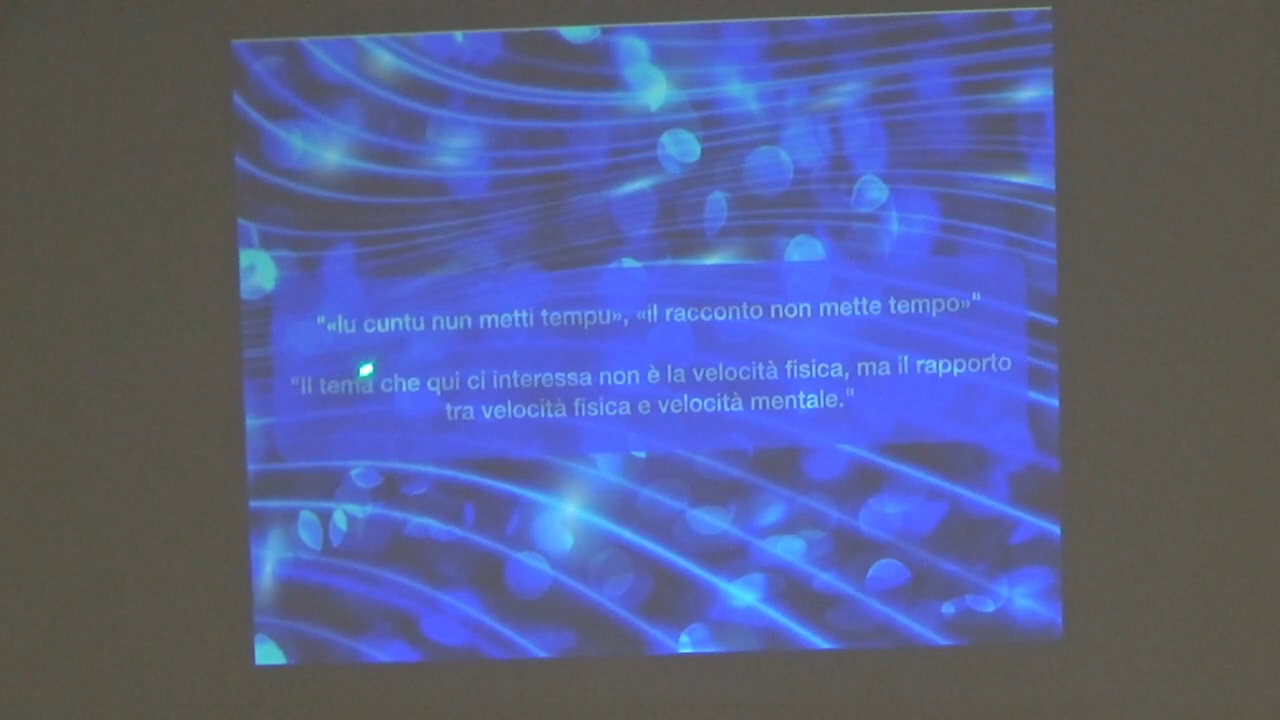 "«lu cuntu nun metti tempu», «il racconto non mette tempo»"
"Il tema che qui ci interessa non è la velocità fisica, ma il rapporto
tra velocità fisica e velocità mentale."